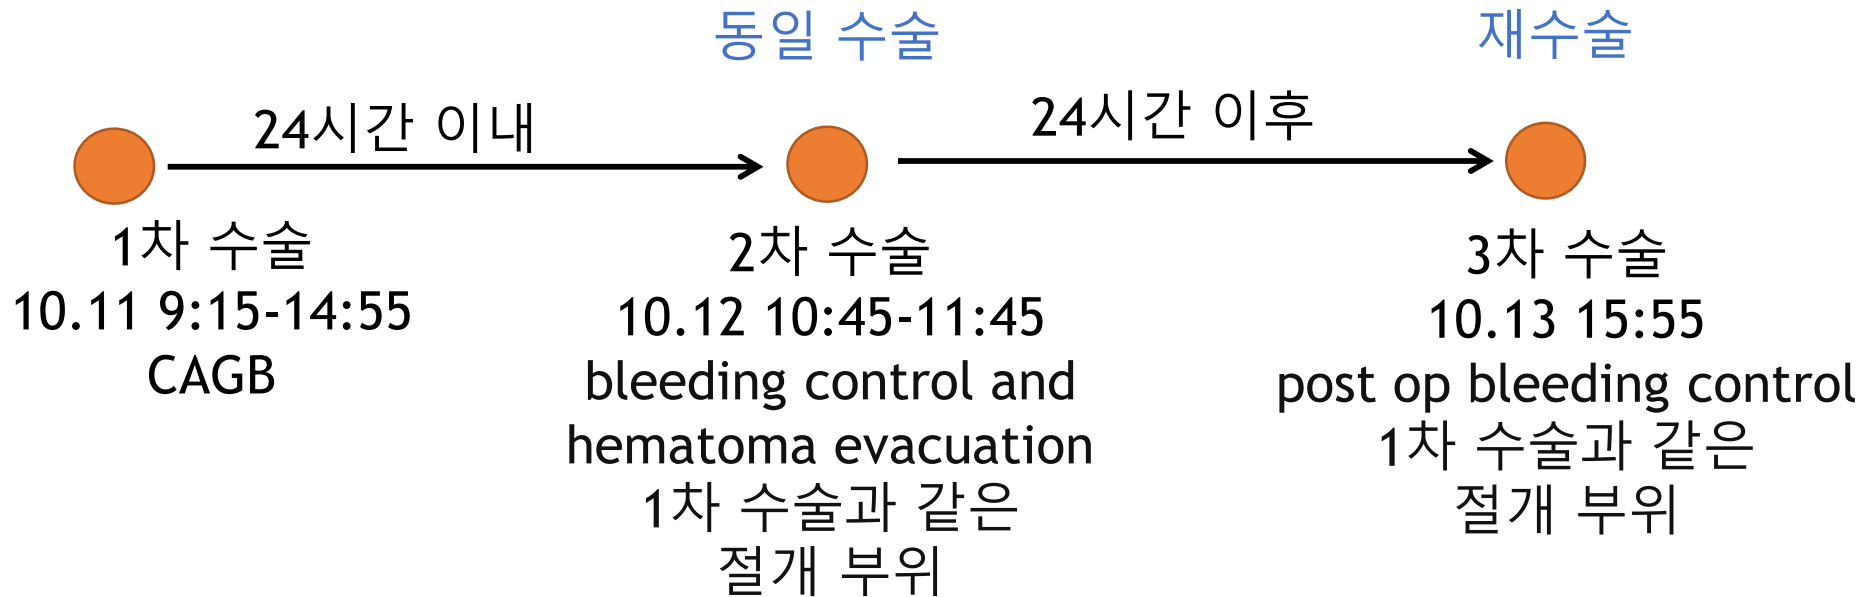 동일 수술
재수술
24시간 이내
24시간 이후
1차 수술
10.11 9:15-14:55
CAGB
2차 수술
10.12 10:45-11:45
bleeding control and
hematoma evacuation
1차 수술과 같은
절개 부위
3차 수술
10.13 15:55
post op bleeding control
1차 수술과 같은
절개 부위